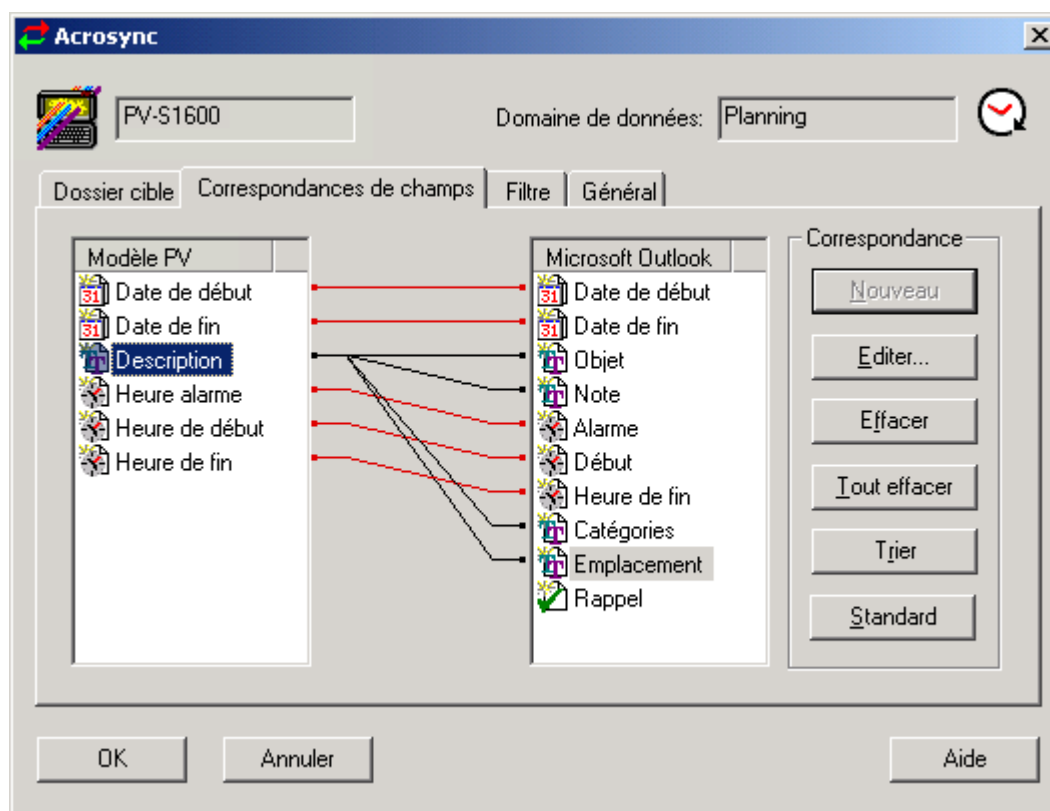 Acrosync
PV-S1600
Domaine de données: Planning
Dossier cible Correspondances de champs Filtre Général
Modèle PV
Date de début
Date de fin
Description
Heure alarme
Heure de début
Heure de fin
Microsoft Outlook
Date de début
Date de fin
Objet
Note
Alarme
Début
Heure de fin
Catégories
Emplacement
Rappel
Correspondance
Nouveau
Editer...
Effacer
Tout effacer
Trier
Standard
OK Annuler Aide